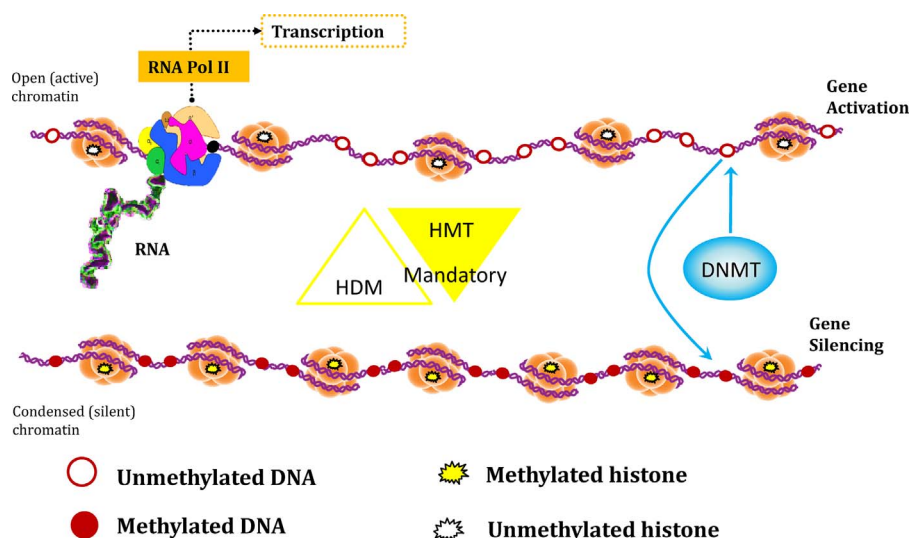 Transcription
RNA Pol II
Open (active)
chromatin
Gene
Activation
RNA
HMT
Mandatory
HDM
DNMT
Gene
Silencing
Condensed (silent)
chromatin
Unmethylated DNA
Methylated histone
Methylated DNA
Unmethylated histone